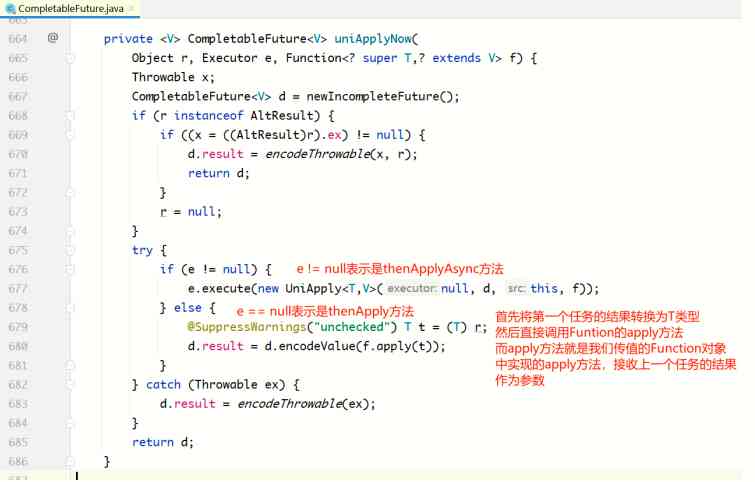 CompletableFuture.java
663
664 @ private <V> CompletableFuture<V> uniApplyNow(
665 Object r, Executor e, Function<? super T,? extends V> f) {
666 Throwable x;
667 CompletableFuture<V> d = newIncompleteFuture();
668 if (r instanceof AltResult) {
669 if ((x = ((AltResult)r).ex) != null) {
670 d.result = encodeThrowable(x, r);
671 return d;
672 }
673 r = null;
674 }
675 try {
676 if (e != null) { e != null表示是thenApplyAsync方法
677 e.execute(new UniApply<T,V>( executor: null, d, src: this, f));
678 } else { e == null表示是thenApply方法
679 @SuppressWarnings("unchecked") T t = (T) r;
680 d.result = d.encodeValue(f.apply(t));
681 }
682 } catch (Throwable ex) {
683 d.result = encodeThrowable(ex);
684 }
685 return d;
686 }
687
首先将第一个任务的结果转换为T类型
然后直接调用Funtion的apply方法
而apply方法就是我们传值的Function对象
中实现的apply方法，接收上一个任务的结果
作为参数